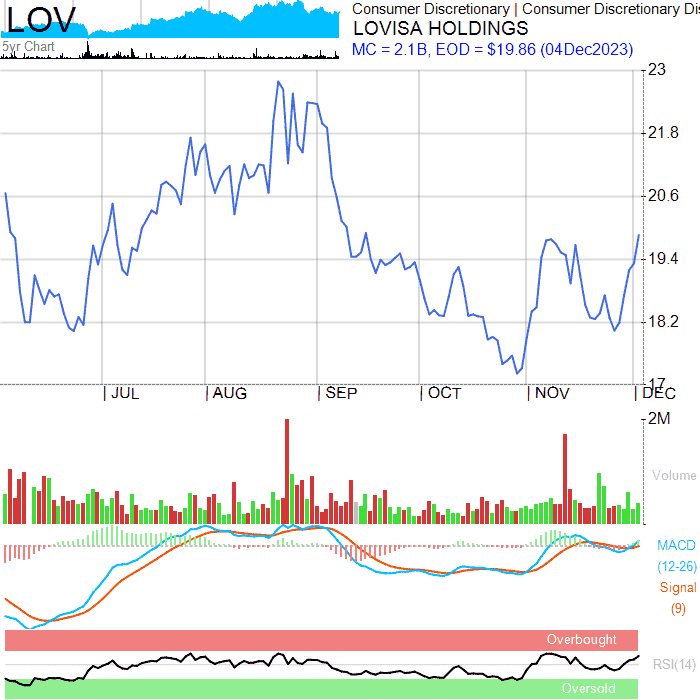 LOV
5yr Chart
Consumer Discretionary | Consumer Discretionary Dis
LOVISA HOLDINGS
MC = 2.1B, EOD = $19.86 (04Dec2023)
23
21.8
20.6
19.4
18.2
17
| JUL | AUG | SEP | OCT | NOV | DEC
2M
Volume
MACD
(12-26)
Signal
(9)
Overbought
RSI(14)
Oversold